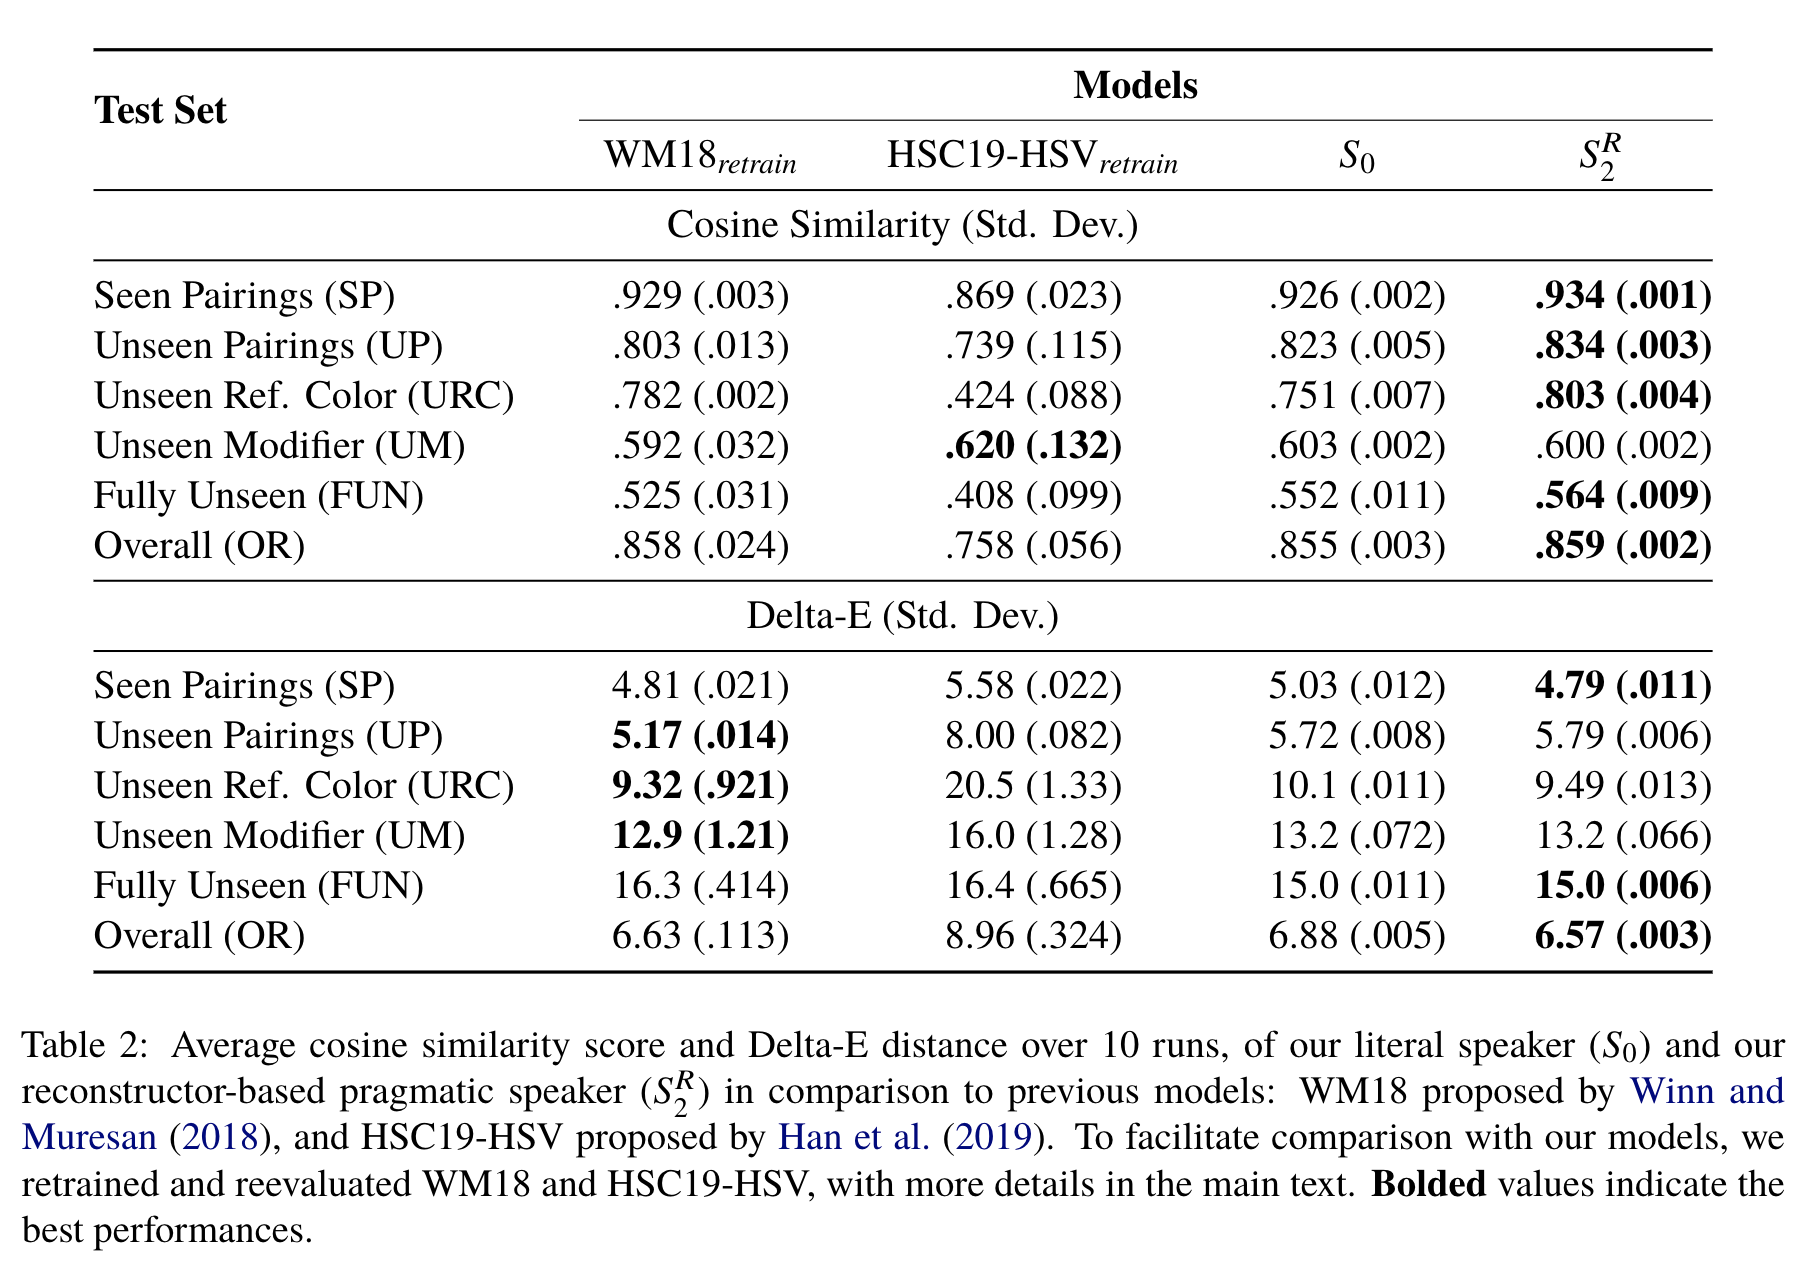 Models
Test Set
WM18retrain HSC19-HSVretrain S0 S2R
Cosine Similarity (Std. Dev.)
Seen Pairings (SP) .929 (.003) .869 (.023) .926 (.002) .934 (.001)
Unseen Pairings (UP) .803 (.013) .739 (.115) .823 (.005) .834 (.003)
Unseen Ref. Color (URC) .782 (.002) .424 (.088) .751 (.007) .803 (.004)
Unseen Modifier (UM) .592 (.032) .620 (.132) .603 (.002) .600 (.002)
Fully Unseen (FUN) .525 (.031) .408 (.099) .552 (.011) .564 (.009)
Overall (OR) .858 (.024) .758 (.056) .855 (.003) .859 (.002)
Delta-E (Std. Dev.)
Seen Pairings (SP) 4.81 (.021) 5.58 (.022) 5.03 (.012) 4.79 (.011)
Unseen Pairings (UP) 5.17 (.014) 8.00 (.082) 5.72 (.008) 5.79 (.006)
Unseen Ref. Color (URC) 9.32 (.921) 20.5 (1.33) 10.1 (.011) 9.49 (.013)
Unseen Modifier (UM) 12.9 (1.21) 16.0 (1.28) 13.2 (.072) 13.2 (.066)
Fully Unseen (FUN) 16.3 (.414) 16.4 (.665) 15.0 (.011) 15.0 (.006)
Overall (OR) 6.63 (.113) 8.96 (.324) 6.88 (.005) 6.57 (.003)
Table 2: Average cosine similarity score and Delta-E distance over 10 runs, of our literal speaker (S0) and our
reconstructor-based pragmatic speaker (S2R) in comparison to previous models: WM18 proposed by Winn and
Muresan (2018), and HSC19-HSV proposed by Han et al. (2019). To facilitate comparison with our models, we
retrained and reevaluated WM18 and HSC19-HSV, with more details in the main text. Bolded values indicate the
best performances.